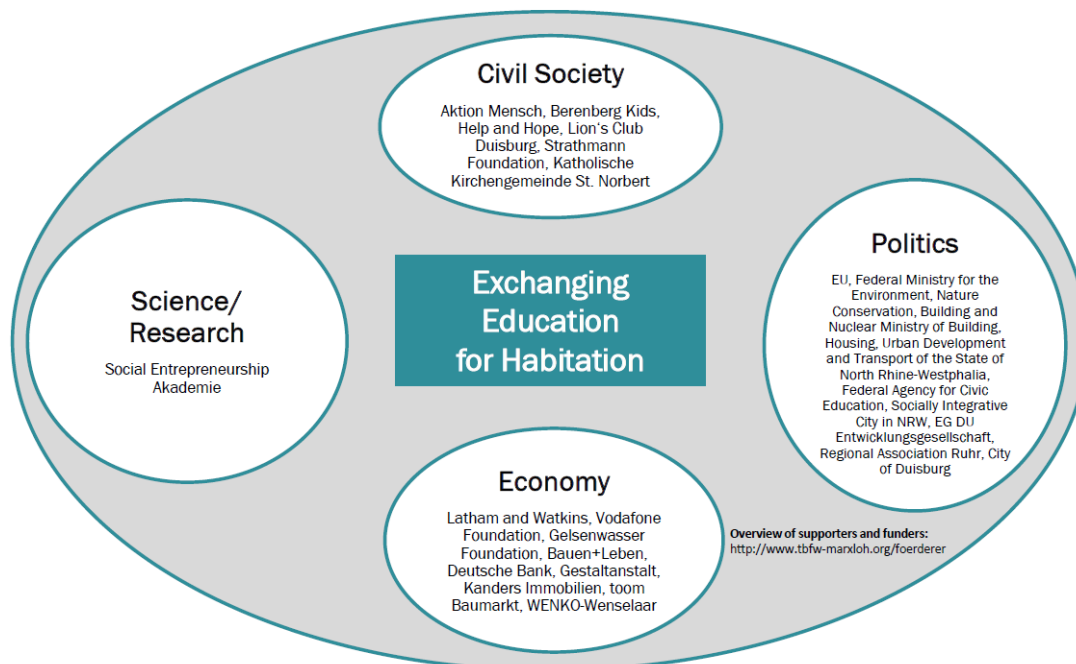 Civil Society
Aktion Mensch, Berenberg Kids,
Help and Hope, Lion‘s Club
Duisburg, Strathmann
Foundation, Katholische
Kirchengemeinde St. Norbert
Science/
Research
Social Entrepreneurship
Akademie
Exchanging
Education
for Habitation
Politics
EU, Federal Ministry for the
Environment, Nature
Conservation, Building and
Nuclear Ministry of Building,
Housing, Urban Development
and Transport of the State of
North Rhine-Westphalia,
Federal Agency for Civic
Education, Socially Integrative
City in NRW, EG DU
Entwicklungsgesellschaft,
Regional Association Ruhr, City
of Duisburg
Economy
Latham and Watkins, Vodafone
Foundation, Gelsenwasser
Foundation, Bauen+Leben,
Deutsche Bank, Gestaltanstalt,
Kanders Immobilien, toom
Baumarkt, WENKO-Wenselaar
Overview of supporters and funders:
http://www.tbfw-marxloh.org/foerderer